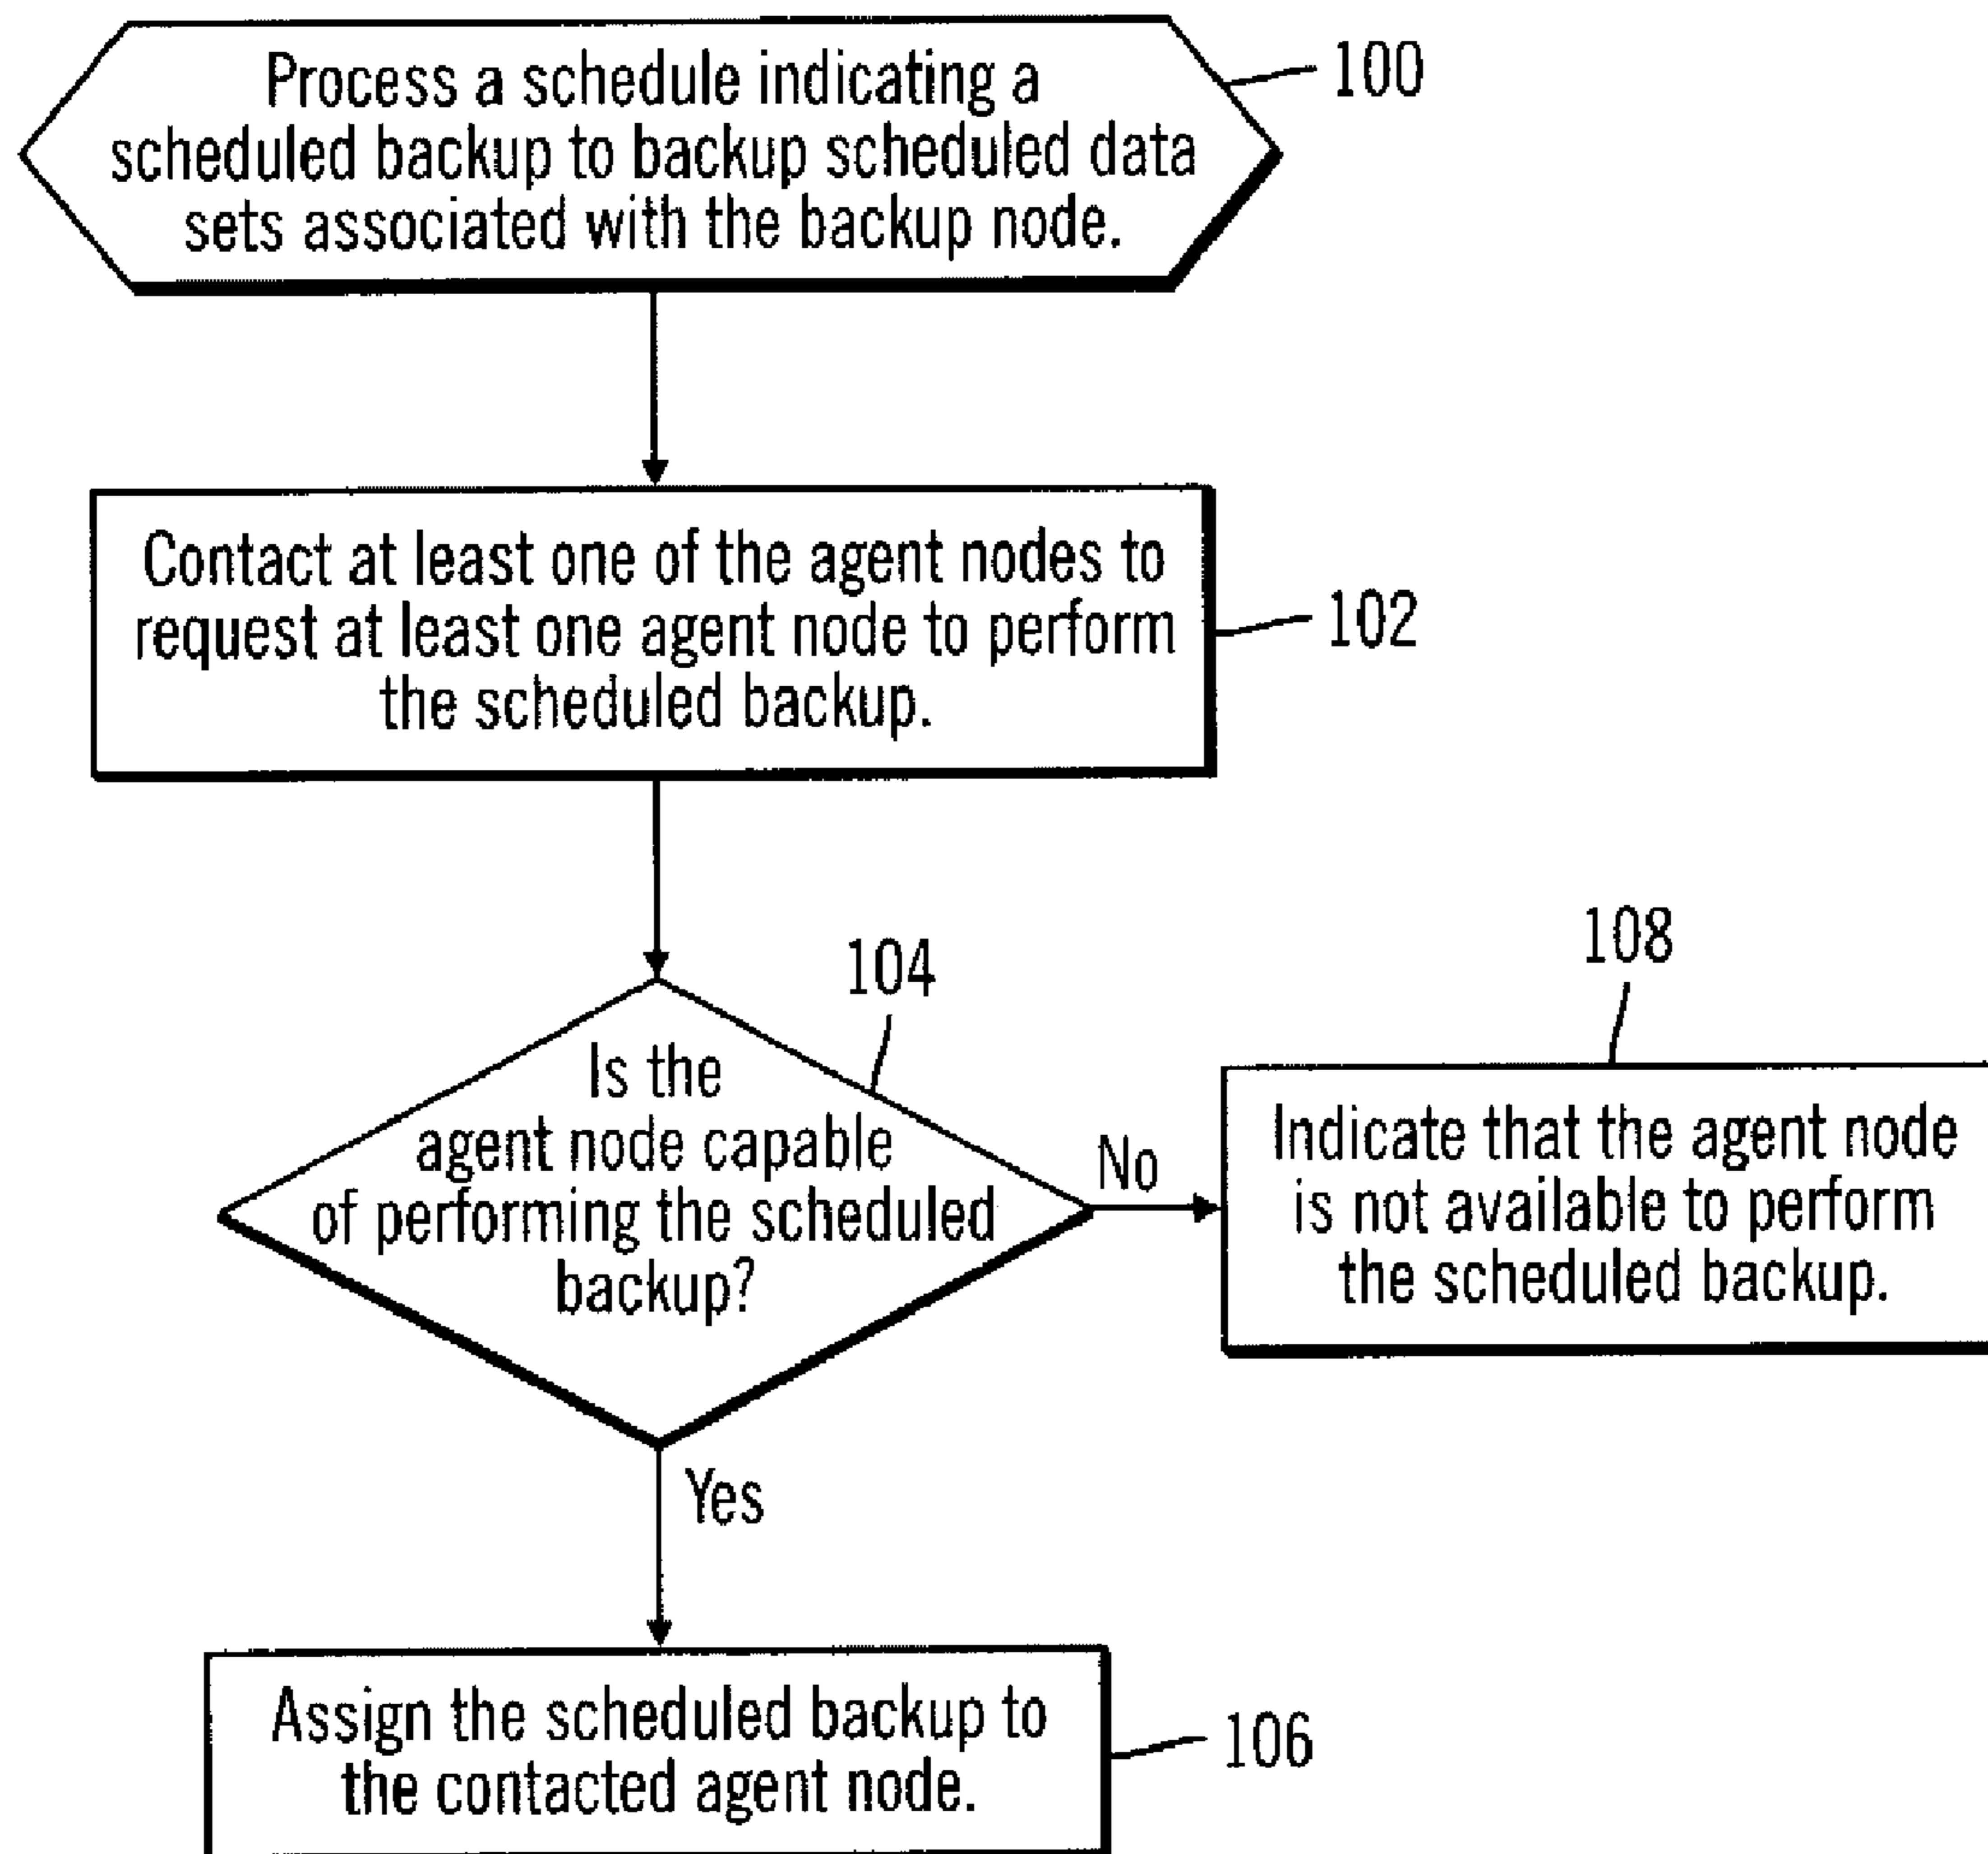 Process a schedule indicating a
scheduled backup to backup scheduled data
sets associated with the backup node.
100
Contact at least one of the agent nodes to
request at least one agent node to perform
the scheduled backup.
102
104
Is the
agent node capable
of performing the scheduled
backup?
No
108
Indicate that the agent node
is not available to perform
the scheduled backup.
Yes
Assign the scheduled backup to
the contacted agent node.
106